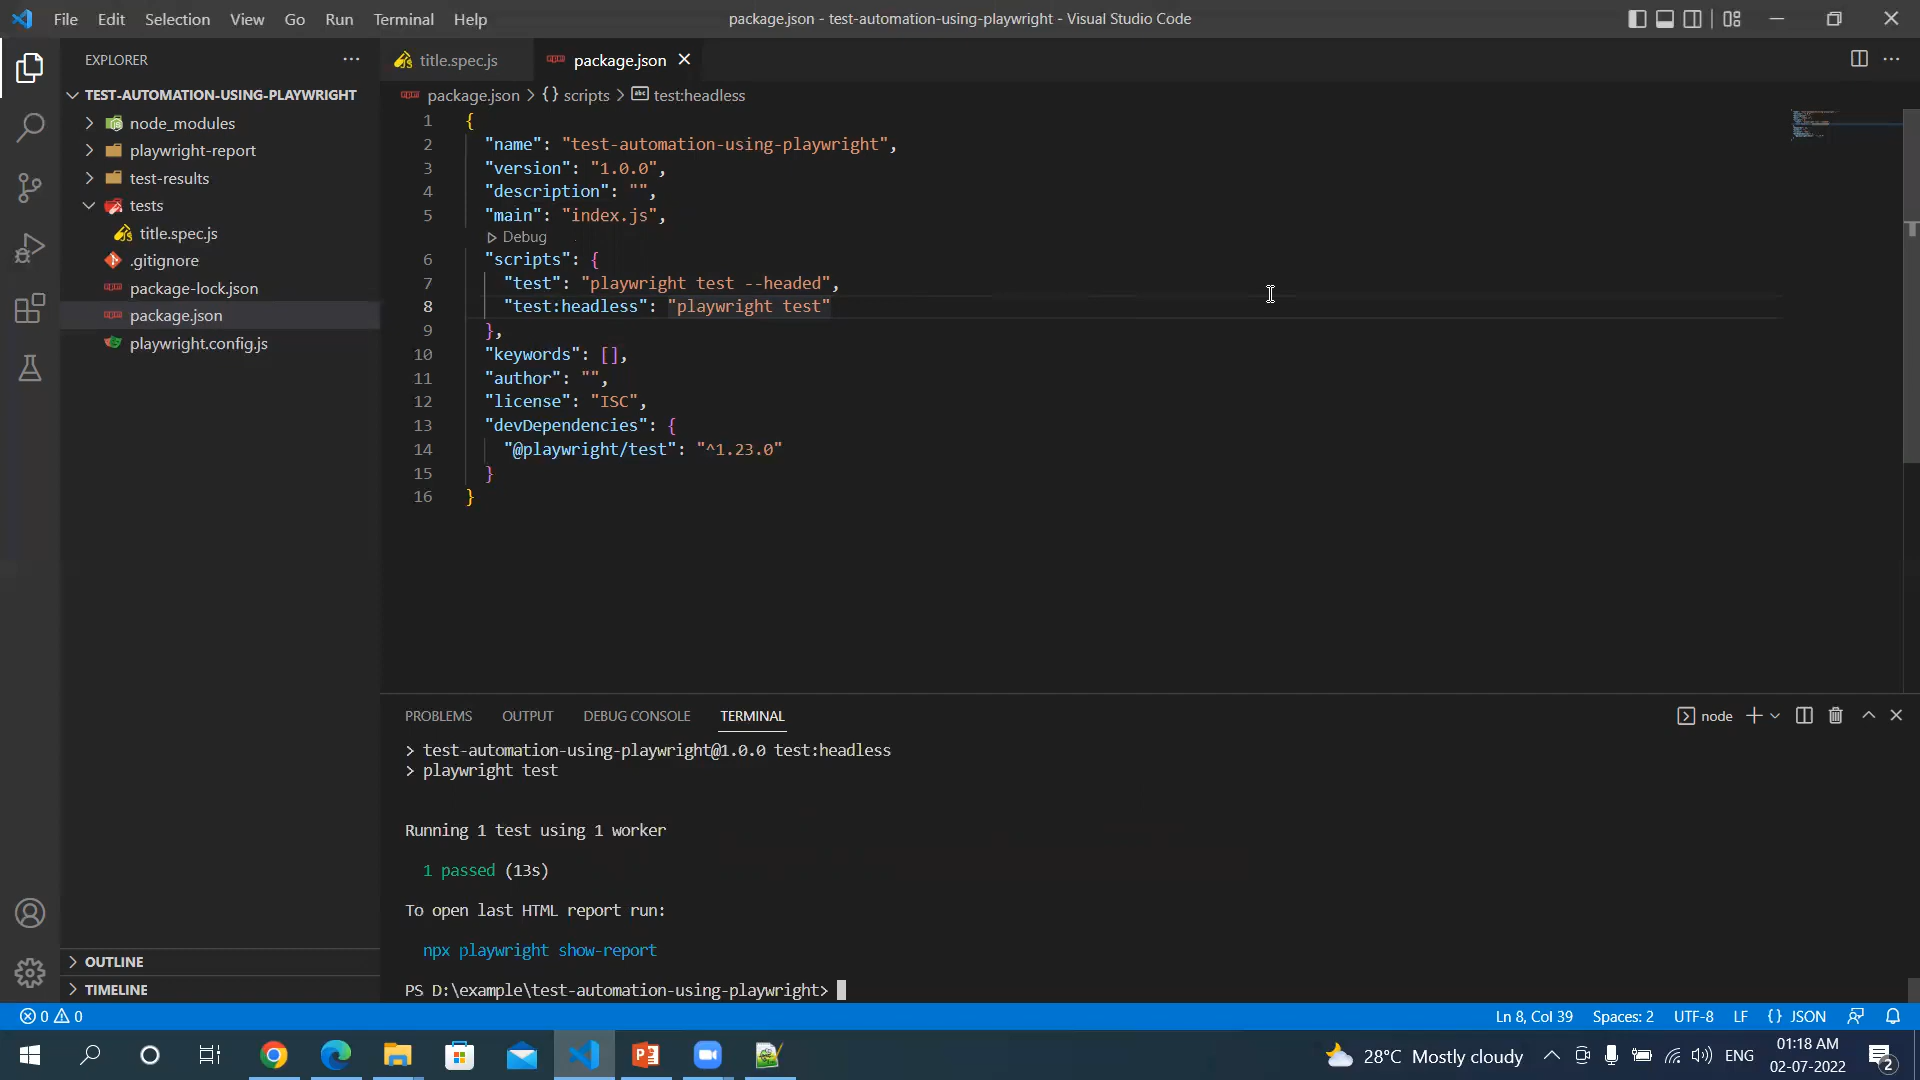 File Edit Selection View Go Run Terminal Help
package.json - test-automation-using-playwright - Visual Studio Code
EXPLORER
TEST-AUTOMATION-USING-PLAYWRIGHT
node_modules
playwright-report
test-results
tests
title.spec.js
.gitignore
package-lock.json
package.json
playwright.config.js
OUTLINE
TIMELINE
title.spec.js
package.json
package.json > {} scripts > test:headless
1 {
2 "name": "test-automation-using-playwright",
3 "version": "1.0.0",
4 "description": "",
5 "main": "index.js",
Debug
6 "scripts": {
7 "test": "playwright test --headed",
8 "test:headless": "playwright test"
9 },
10 "keywords": [],
11 "author": "",
12 "license": "ISC",
13 "devDependencies": {
14 "@playwright/test": "^1.23.0"
15 }
16 }
PROBLEMS OUTPUT DEBUG CONSOLE TERMINAL
node
> test-automation-using-playwright@1.0.0 test:headless
> playwright test
Running 1 test using 1 worker
1 passed (13s)
To open last HTML report run:
npx playwright show-report
PS D:\example\test-automation-using-playwright>
0 0
Ln 8, Col 39 Spaces: 2 UTF-8 LF {} JSON
28°C Mostly cloudy
ENG
01:18 AM
02-07-2022
2